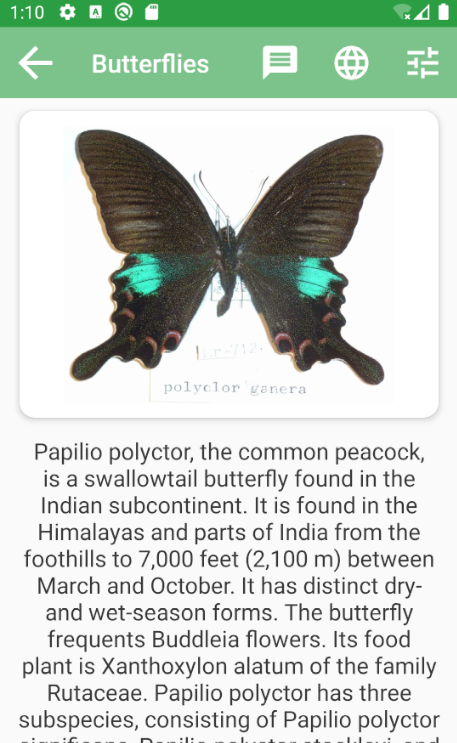 1:10
Butterflies
polyclor ganera
Papilio polyctor, the common peacock,
is a swallowtail butterfly found in the
Indian subcontinent. It is found in the
Himalayas and parts of India from the
foothills to 7,000 feet (2,100 m) between
March and October. It has distinct dry-
and wet-season forms. The butterfly
frequents Buddleia flowers. Its food
plant is Xanthoxylon alatum of the family
Rutaceae. Papilio polyctor has three
subspecies, consisting of Papilio polyctor